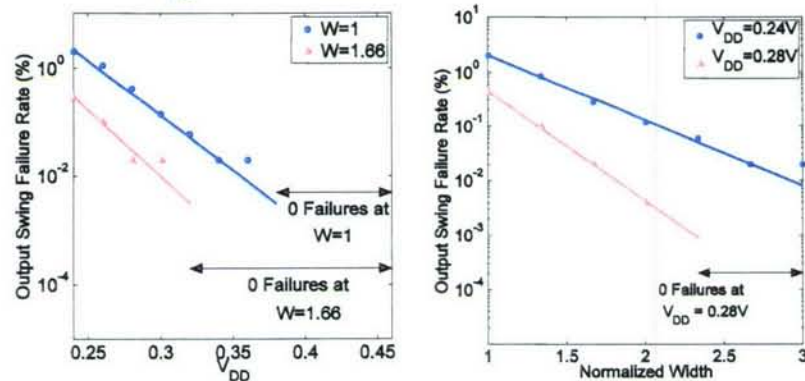 W=1
W=1.66
Output Swing Failure Rate (%)
10^0
10^-2
10^-4
0 Failures at
W=1
0 Failures at
W=1.66
0.25
0.3
0.35
0.4
0.45
V_DD
V_DD=0.24V
V_DD=0.28V
Output Swing Failure Rate (%)
10^1
10^0
10^-1
10^-2
10^-3
10^-4
0 Failures at
V_DD = 0.28V
1
1.5
2
2.5
3
Normalized Width